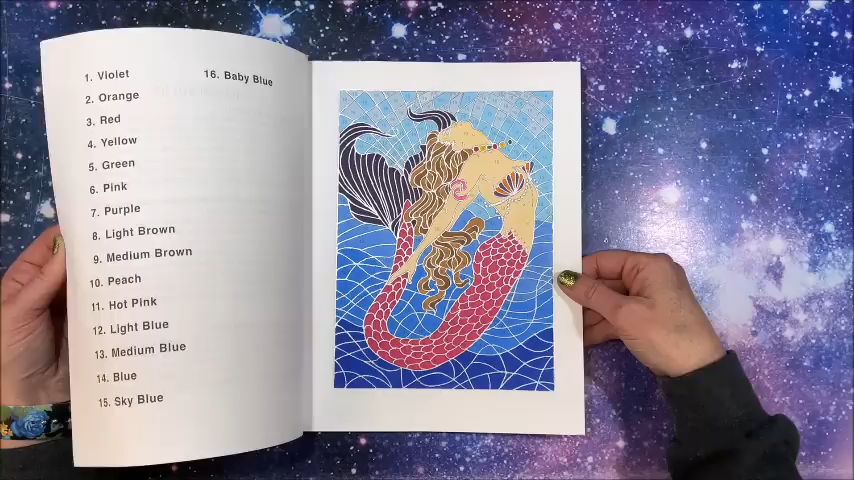 1. Violet
2. Orange
3. Red
4. Yellow
5. Green
6. Pink
7. Purple
8. Light Brown
9. Medium Brown
10. Peach
11. Hot Pink
12. Light Blue
13. Medium Blue
14. Blue
15. Sky Blue
16. Baby Blue